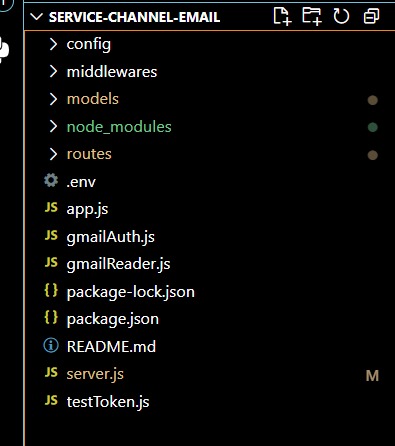 SERVICE-CHANNEL-EMAIL
config
middlewares
models
node_modules
routes
.env
JS app.js
JS gmailAuth.js
JS gmailReader.js
{} package-lock.json
{} package.json
README.md
JS server.js M
JS testToken.js